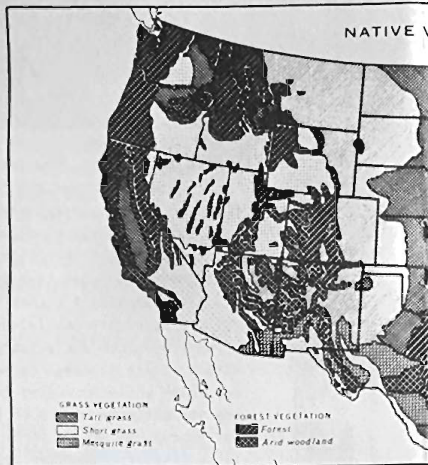 NATIVE V
GRASS VEGETATION
Tall grass
Short grass
Mesquite grass
FOREST VEGETATION
Forest
Arid woodland